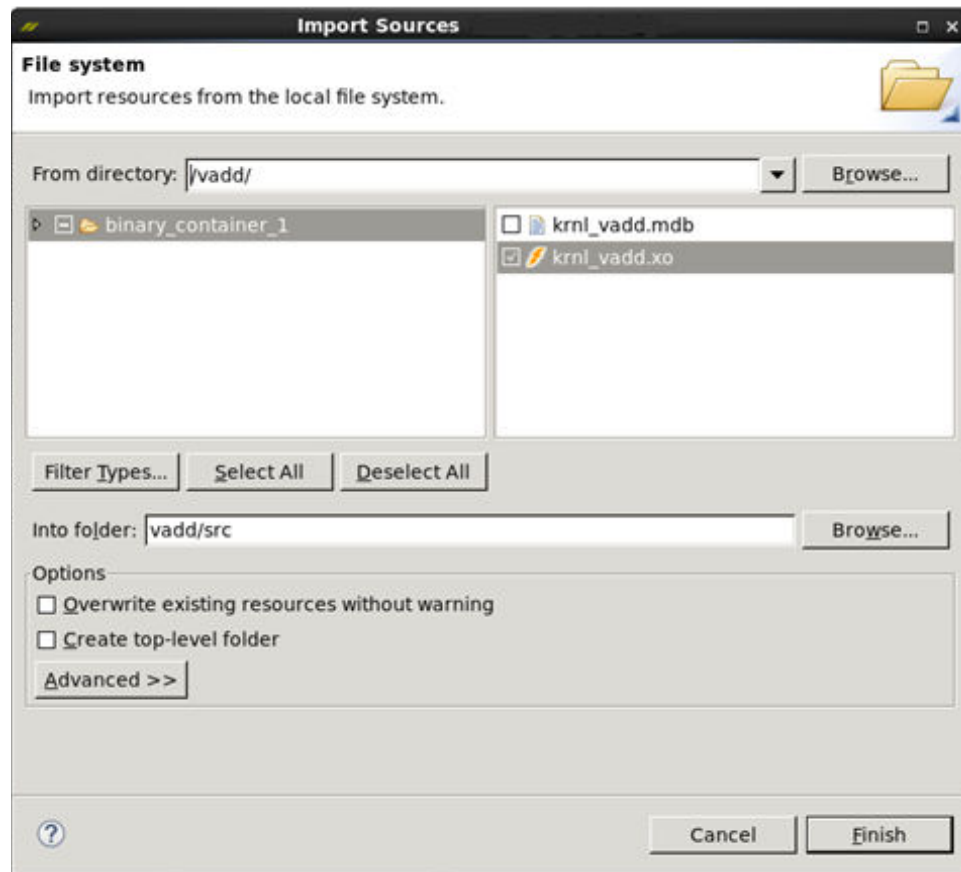 Import Sources
File system
Import resources from the local file system.
From directory: /vadd/ Browse...
binary_container_1
krnl_vadd.mdb
krnl_vadd.xo
Filter Types... Select All Deselect All
Into folder: vadd/src Browse...
Options
Overwrite existing resources without warning
Create top-level folder
Advanced >>
? Cancel Finish